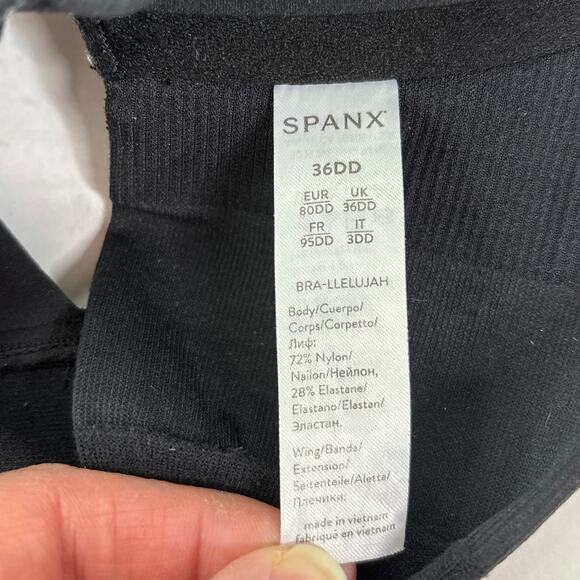 SPANX®
36DD
EUR UK
80DD 36DD
FR IT
95DD 3DD
BRA-LLELUJAH
Body/Cuerpo/
Corps/Corpetto/
Лиф:
72% Nylon/
Nailon/Нейлон,
28% Elastane/
Elastano/Elastan/
Эластан.
Wing/Banda/
Extension/
Seitenteile/Aletta/
Плечики:
made in vietnam
fabriqué en vietnam